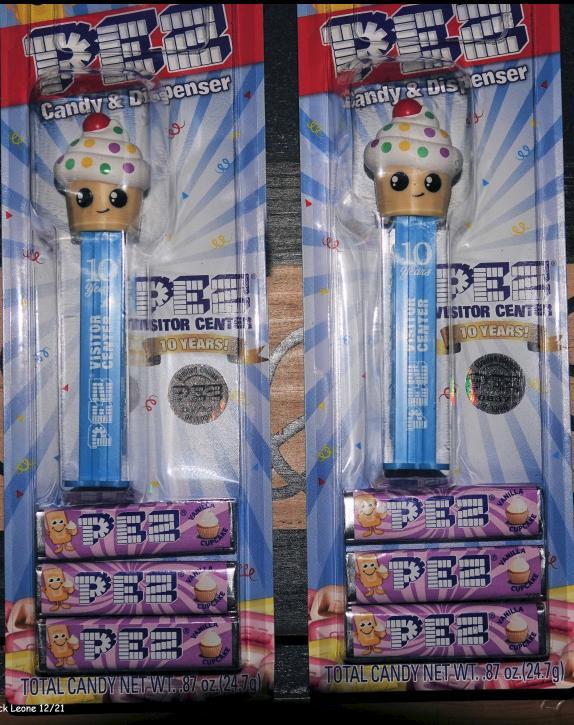 PEZ
Candy & Dispenser
10
Years
VISITOR
CENTER
PEZ
PEZ
VISITOR CENTER
10 YEARS!
PEZ
PEZ
VANILLA
CUPCAKE
PEZ
VANILLA
CUPCAKE
PEZ
VANILLA
CUPCAKE
TOTAL CANDY NET WT. .87 oz (24.7g)
PEZ
Candy & Dispenser
10
Years
VISITOR
CENTER
PEZ
PEZ
VISITOR CENTER
10 YEARS!
PEZ
PEZ
VANILLA
CUPCAKE
PEZ
VANILLA
CUPCAKE
PEZ
VANILLA
CUPCAKE
TOTAL CANDY NET WT. .87 oz (24.7g)
ck Leone 12/21